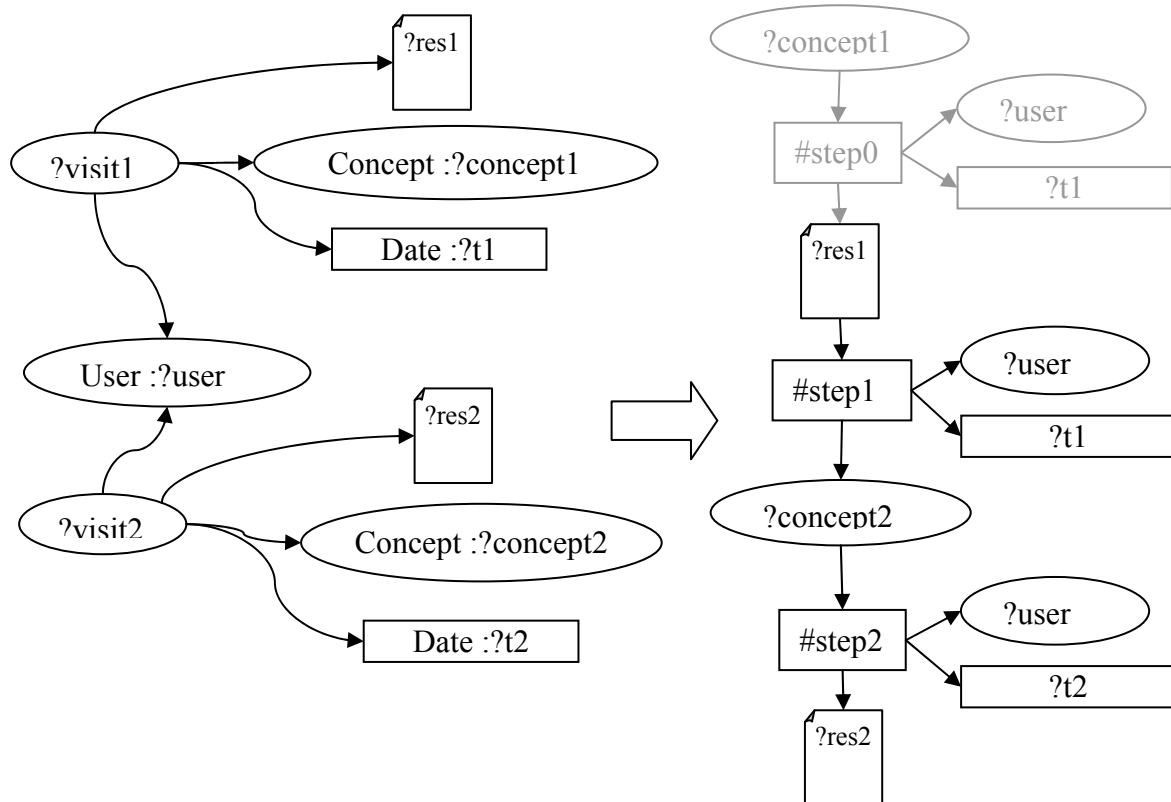 ?res1
?visit1
Concept :?concept1
Date :?t1
User :?user
?res2
?visit2
Concept :?concept2
Date :?t2
?concept1
?user
#step0
?t1
?res1
?user
#step1
?t1
?concept2
?user
#step2
?t2
?res2